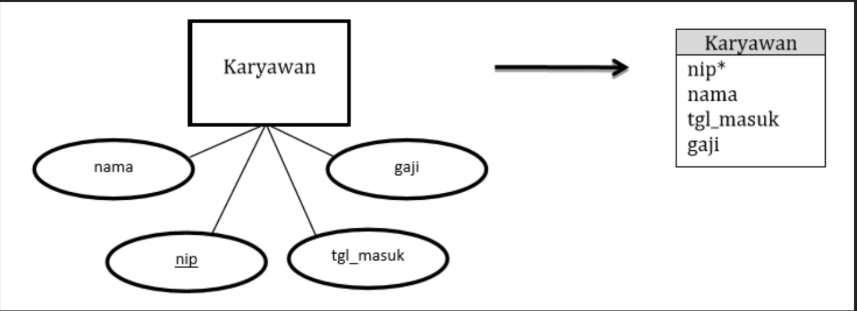 Karyawan
nama
gaji
nip
tgl_masuk
Karyawan
nip*
nama
tgl_masuk
gaji